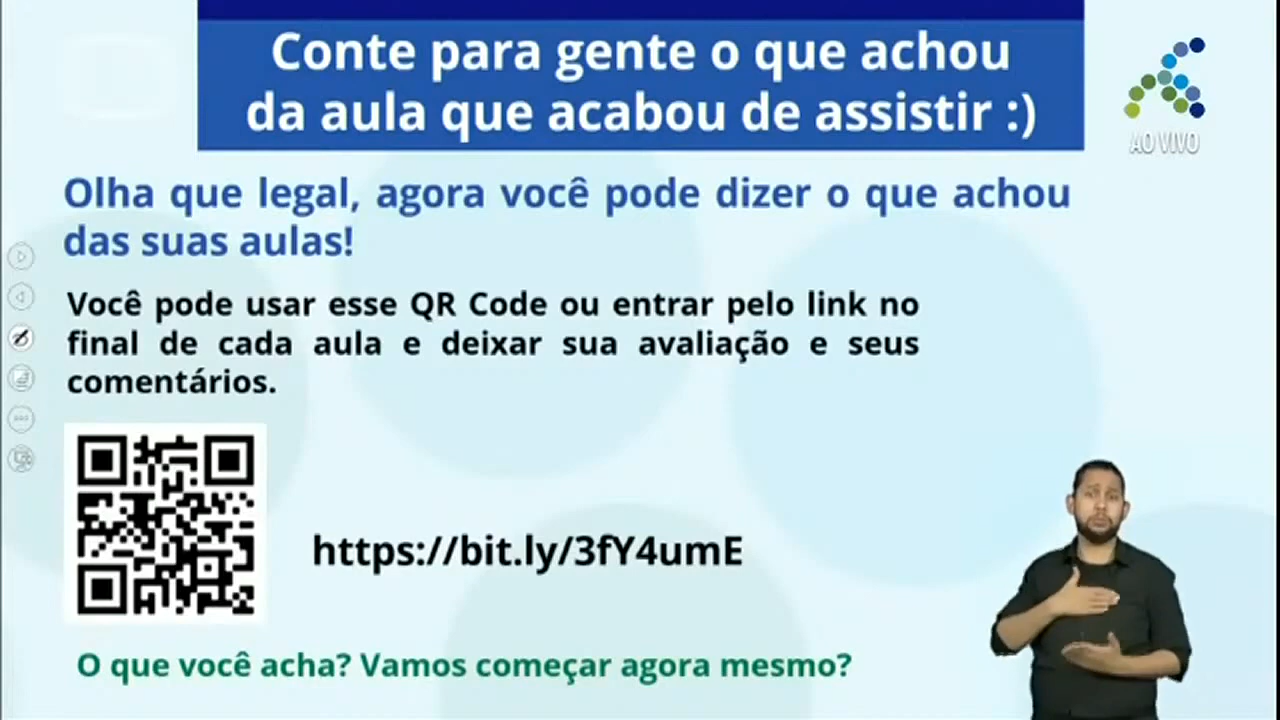 Conte para gente o que achou
da aula que acabou de assistir :)
AO VIVO
Olha que legal, agora você pode dizer o que achou
das suas aulas!
Você pode usar esse QR Code ou entrar pelo link no
final de cada aula e deixar sua avaliação e seus
comentários.
https://bit.ly/3fY4umE
O que você acha? Vamos começar agora mesmo?